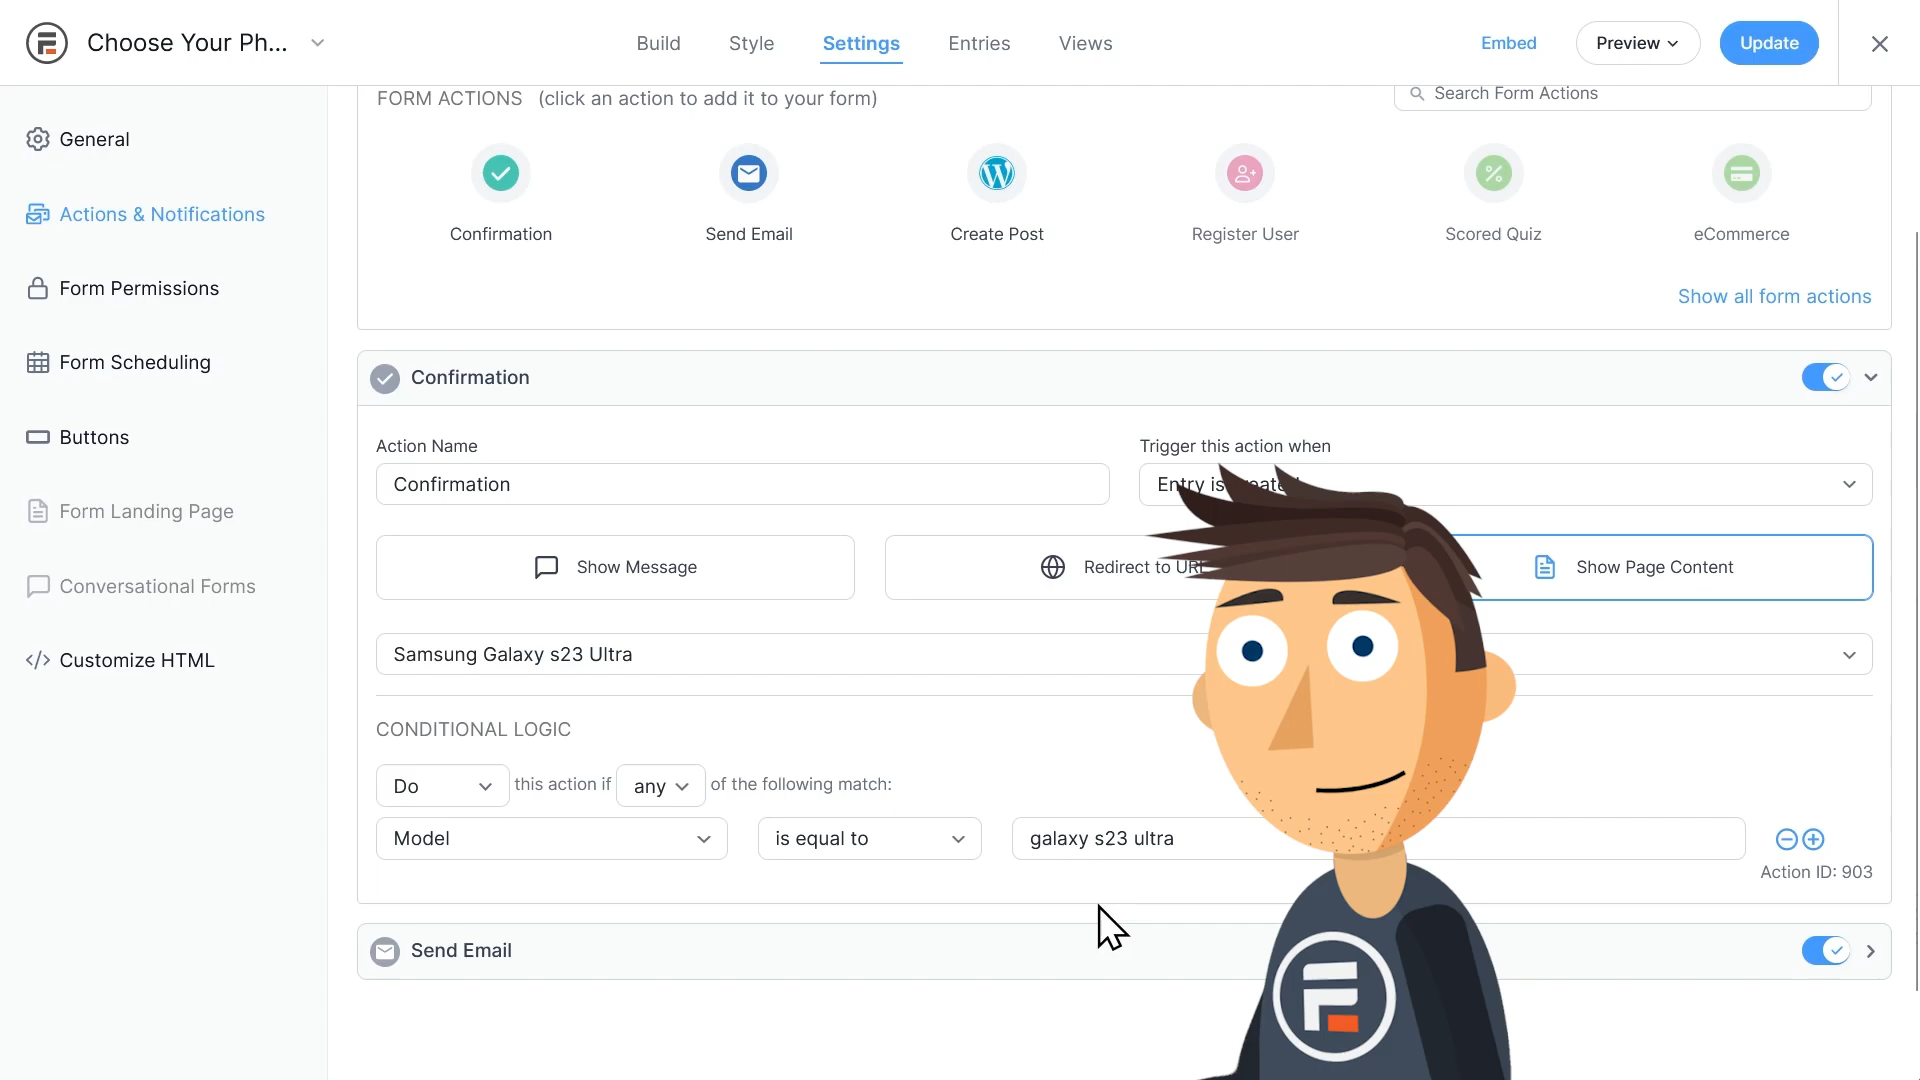 Choose Your Ph...
Build
Style
Settings
Entries
Views
Embed
Preview
Update
General
Actions & Notifications
Form Permissions
Form Scheduling
Buttons
Form Landing Page
Conversational Forms
Customize HTML
FORM ACTIONS (click an action to add it to your form)
Search Form Actions
Confirmation
Send Email
Create Post
Register User
Scored Quiz
eCommerce
Show all form actions
Confirmation
Action Name
Trigger this action when
Confirmation
Entry is
Show Message
Redirect to URL
Show Page Content
Samsung Galaxy s23 Ultra
CONDITIONAL LOGIC
Do this action if any of the following match:
Model
is equal to
galaxy s23 ultra
Action ID: 903
Send Email